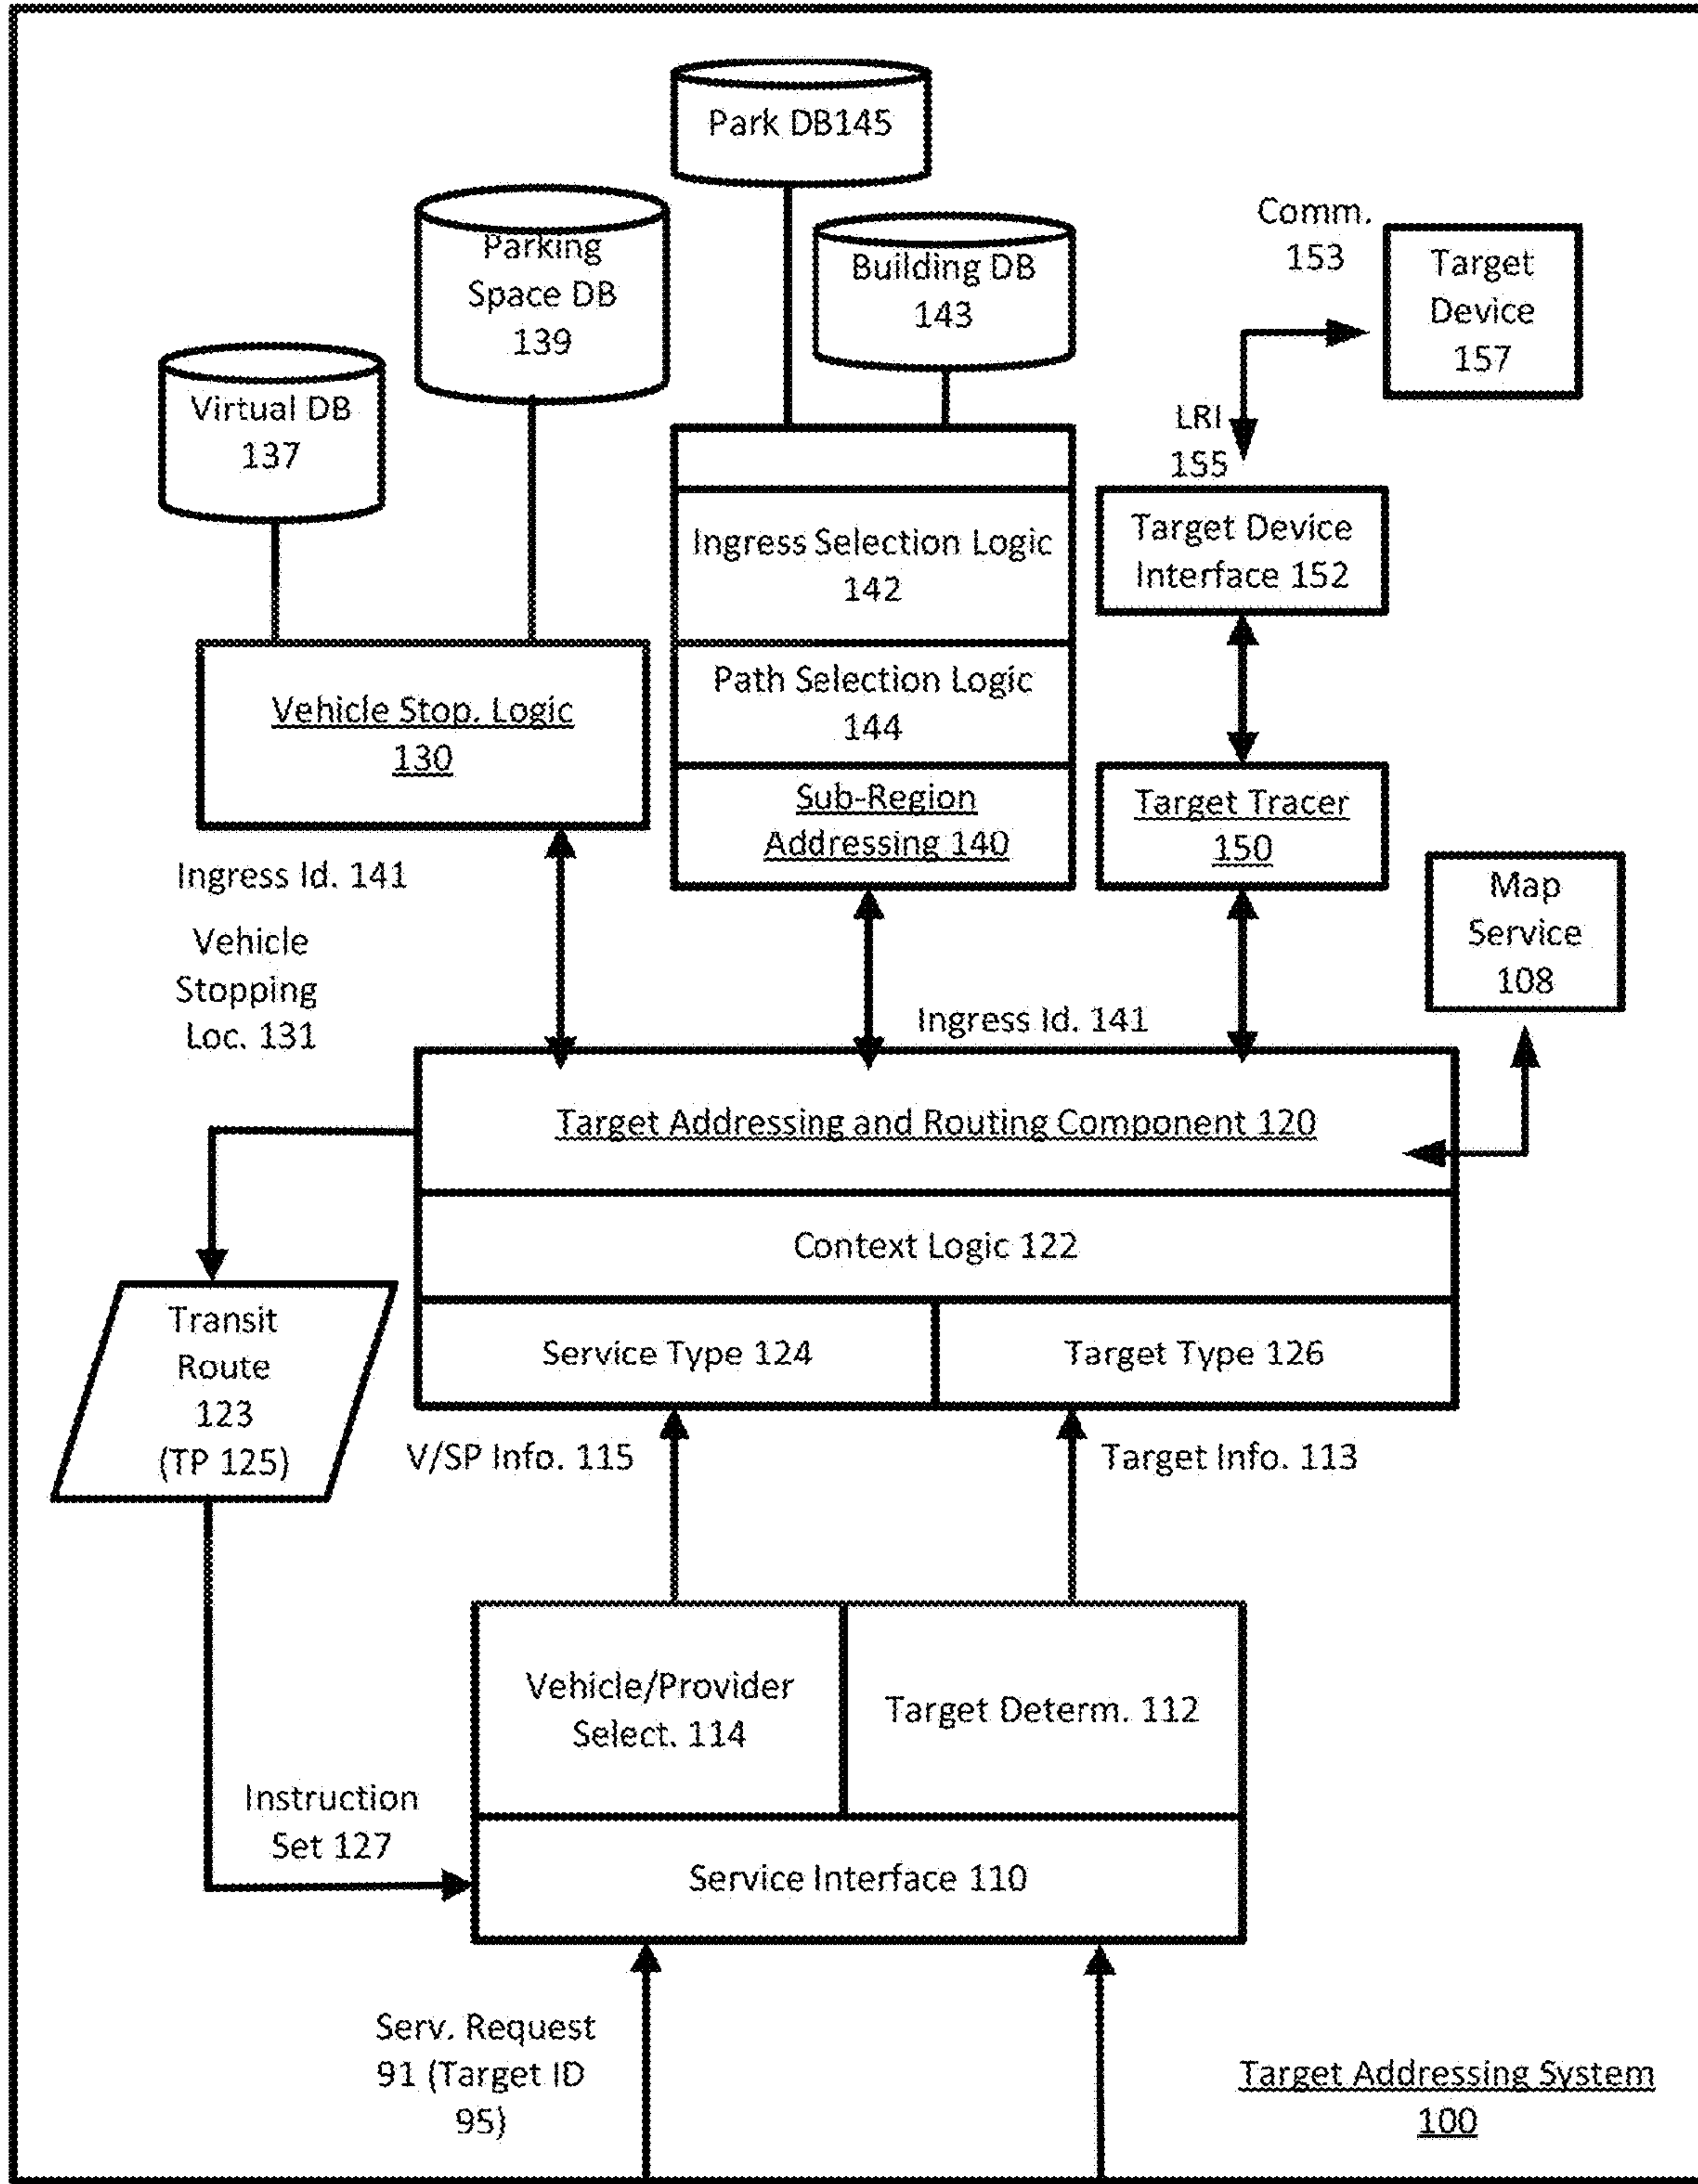 Park DB145
Parking
Space DB
139
Building DB
143
Comm.
153
Target
Device
157
Virtual DB
137
LRI
155
Ingress Selection Logic
142
Target Device
Interface 152
Vehicle Stop. Logic
130
Path Selection Logic
144
Sub-Region
Addressing 140
Target Tracer
150
Ingress Id. 141
Vehicle
Stopping
Loc. 131
Map
Service
108
Ingress Id. 141
Target Addressing and Routing Component 120
Context Logic 122
Service Type 124
Target Type 126
Transit
Route
123
(TP 125)
V/SP Info. 115
Target Info. 113
Vehicle/Provider
Select. 114
Target Determ. 112
Instruction
Set 127
Service Interface 110
Serv. Request
91 (Target ID
95)
Target Addressing System
100